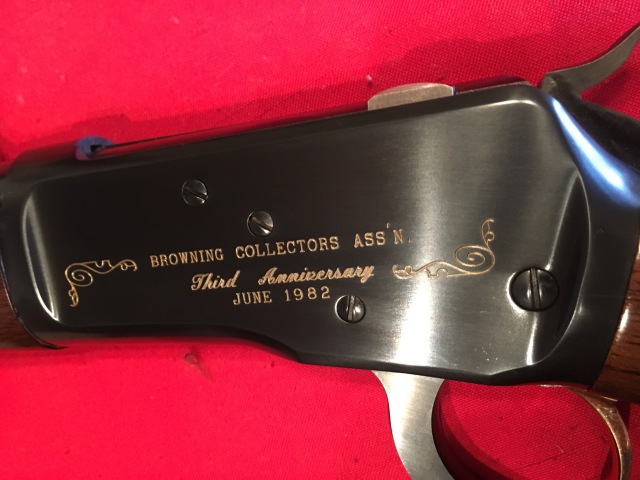 BROWNING COLLECTORS ASS'N.
Third Anniversary
JUNE 1982